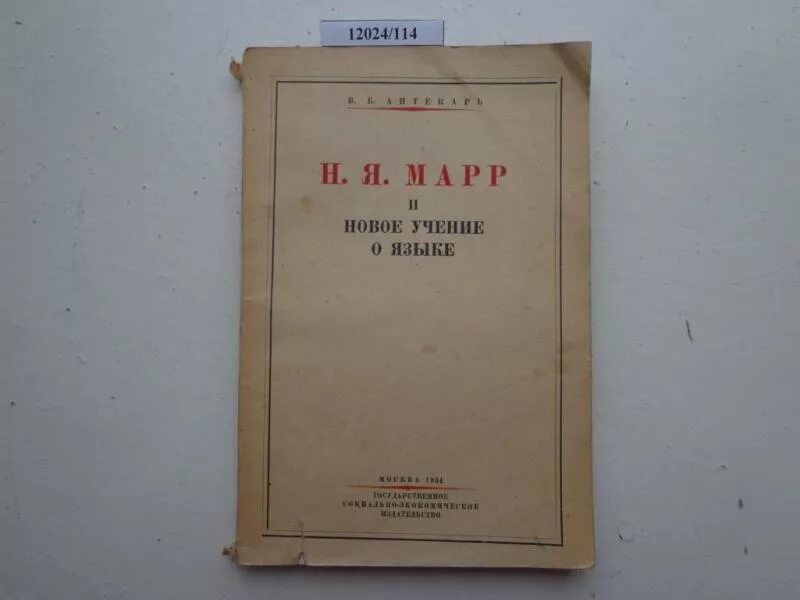 12024/114
В. Б. АПТЕКАРЬ
Н. Я. МАРР
И
НОВОЕ УЧЕНИЕ
О ЯЗЫКЕ
МОСКВА 1934
ГОСУДАРСТВЕННОЕ
СОЦИАЛЬНО-ЭКОНОМИЧЕСКОЕ
ИЗДАТЕЛЬСТВО